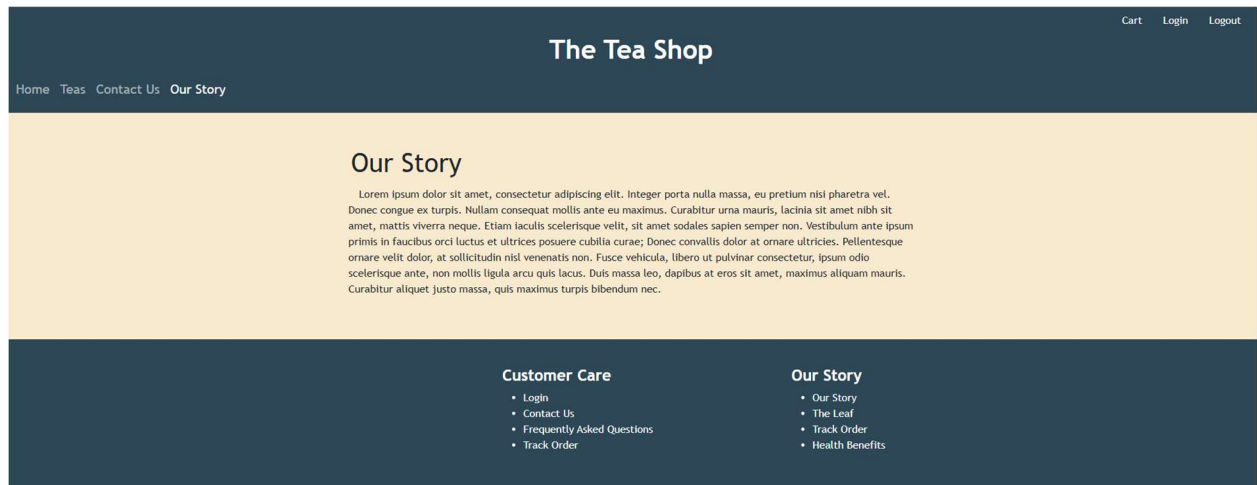 Cart Login Logout
The Tea Shop
Home Teas Contact Us Our Story
Our Story
Lorem ipsum dolor sit amet, consectetur adipiscing elit. Integer porta nulla massa, eu pretium nisi pharetra vel.
Donec congue ex turpis. Nullam consequat mollis ante eu maximus. Curabitur urna mauris, lacinia sit amet nibh sit
amet, mattis viverra neque. Etiam iaculis scelerisque velit, sit amet sodales sapien semper non. Vestibulum ante ipsum
primis in faucibus orci luctus et ultrices posuere cubilia curae; Donec convallis dolor at ornare ultricies. Pellentesque
ornare velit dolor, at sollicitudin nisl venenatis non. Fusce vehicula, libero ut pulvinar consectetur, ipsum odio
scelerisque ante, non mollis ligula arcu quis lacus. Duis massa leo, dapibus at eros sit amet, maximus aliquam mauris.
Curabitur aliquet justo massa, quis maximus turpis bibendum nec.
Customer Care
• Login
• Contact Us
• Frequently Asked Questions
• Track Order
Our Story
• Our Story
• The Leaf
• Track Order
• Health Benefits